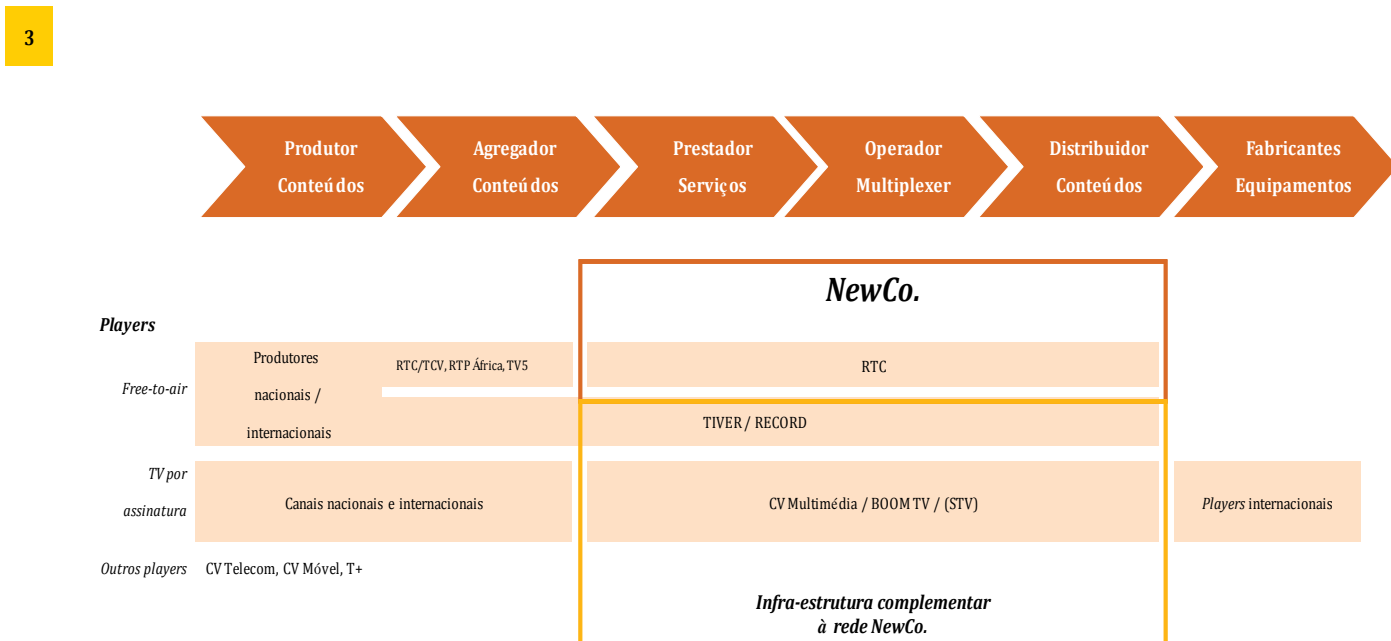 3
Produtor
Conteúdos
Agregador
Conteúdos
Prestador
Serviços
Operador
Multiplexer
Distribuidor
Conteúdos
Fabricantes
Equipamentos
NewCo.
Players
Free-to-air
Produtores
nacionais /
internacionais
RTC/TCV, RTP África, TV5
RTC
TIVER / RECORD
TV por
assinatura
Canais nacionais e internacionais
CV Multimédia / BOOM TV / (STV)
Players internacionais
Outros players
CV Telecom, CV Móvel, T+
Infra-estrutura complementar
à rede NewCo.